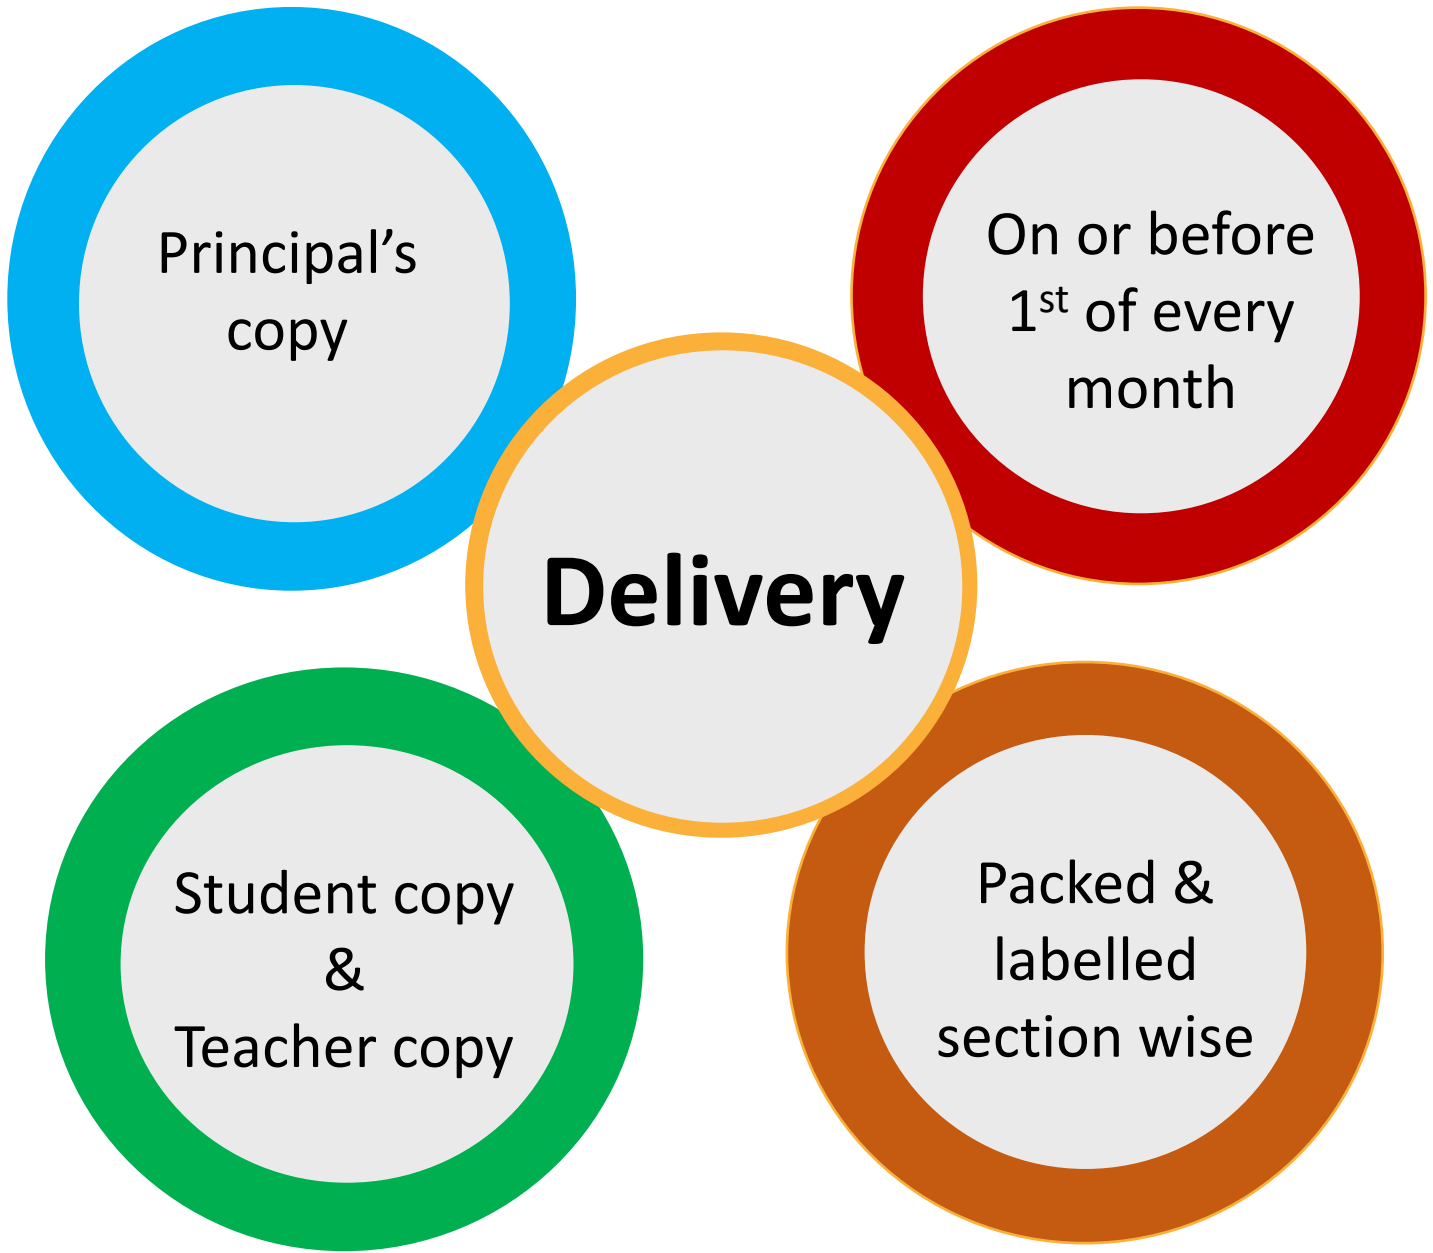 Principal’s
copy
On or before
1st of every
month
Delivery
Student copy
&
Teacher copy
Packed &
labelled
section wise